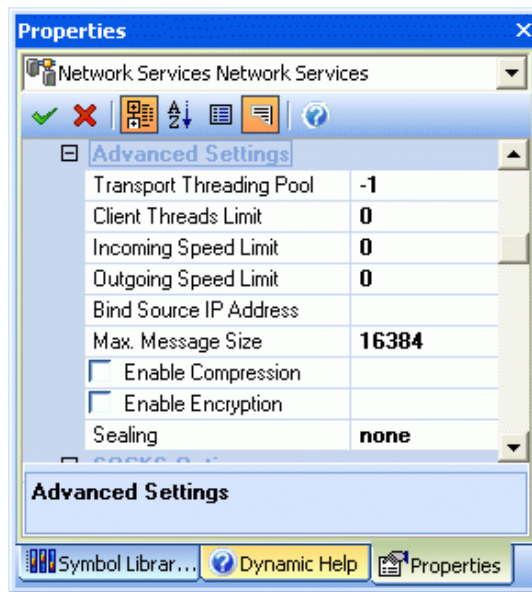 Properties
Network Services Network Services
Advanced Settings
Transport Threading Pool -1
Client Threads Limit 0
Incoming Speed Limit 0
Outgoing Speed Limit 0
Bind Source IP Address
Max. Message Size 16384
Enable Compression
Enable Encryption
Sealing none
Advanced Settings
Symbol Librar... Dynamic Help Properties